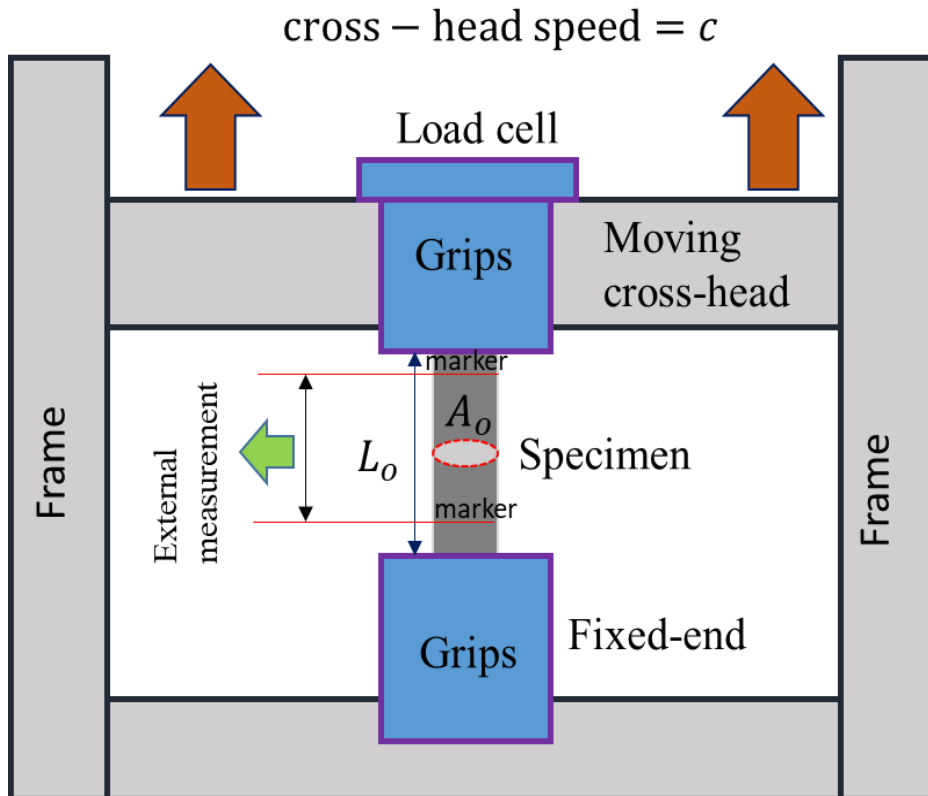 cross − head speed = c
Load cell
Grips
Moving
cross-head
marker
A_o
L_o
Specimen
marker
External
measurement
Frame
Frame
Fixed-end
Grips